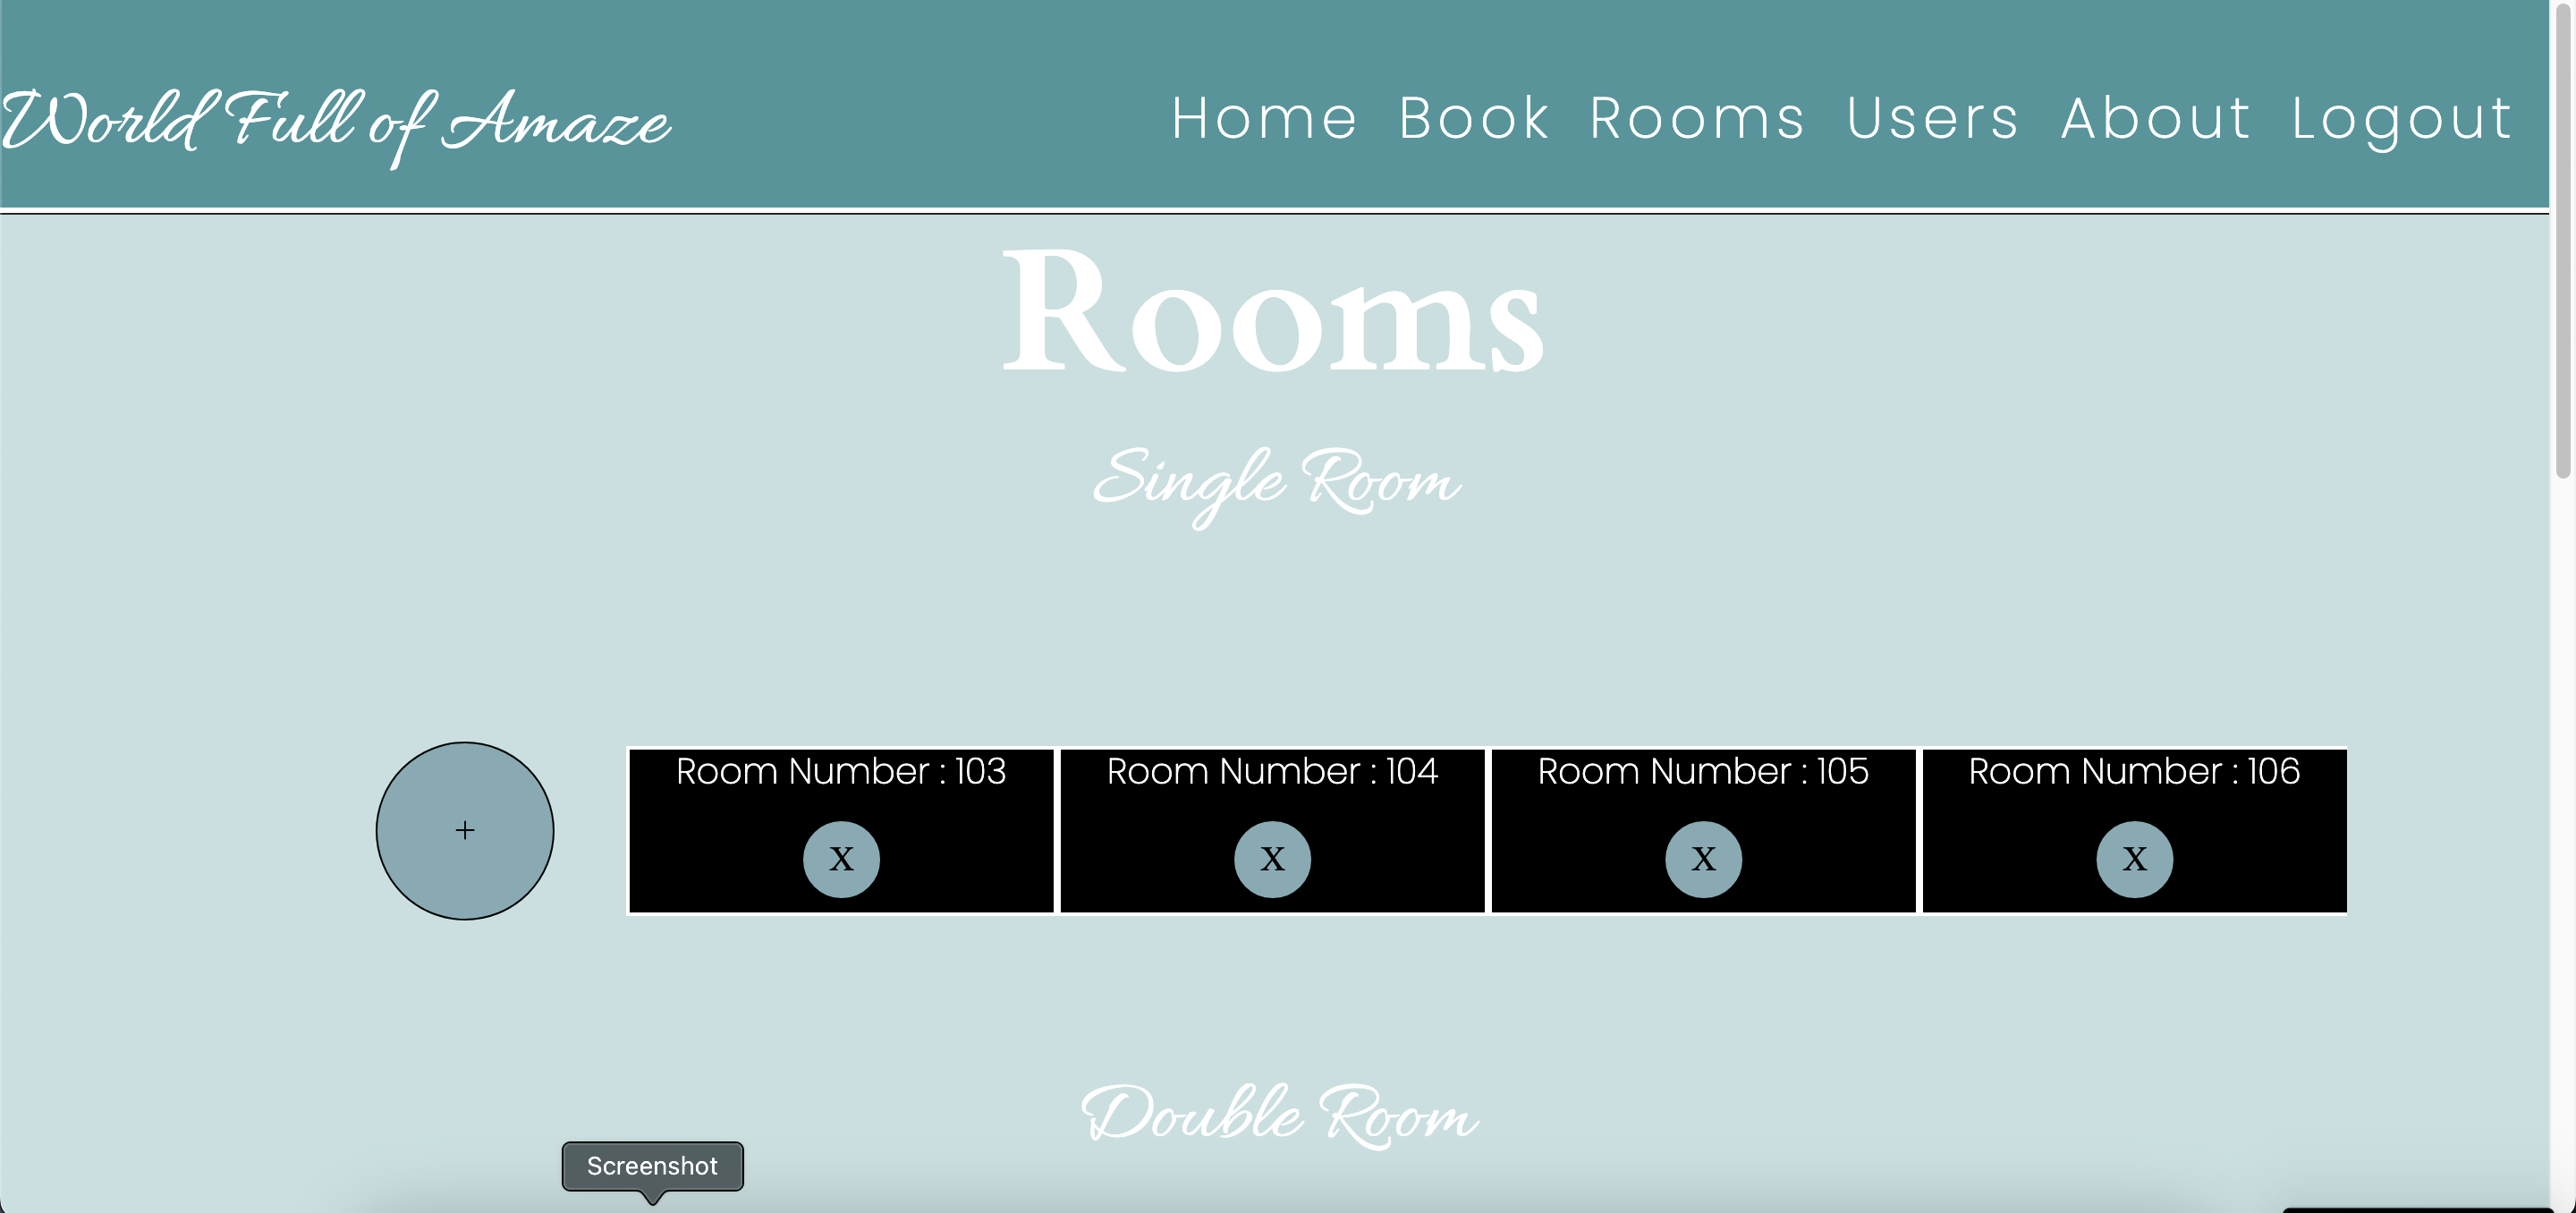 World Full of Amaze
Home Book Rooms Users About Logout
Rooms
Single Room
+
Room Number : 103
X
Room Number : 104
X
Room Number : 105
X
Room Number : 106
X
Double Room
Screenshot